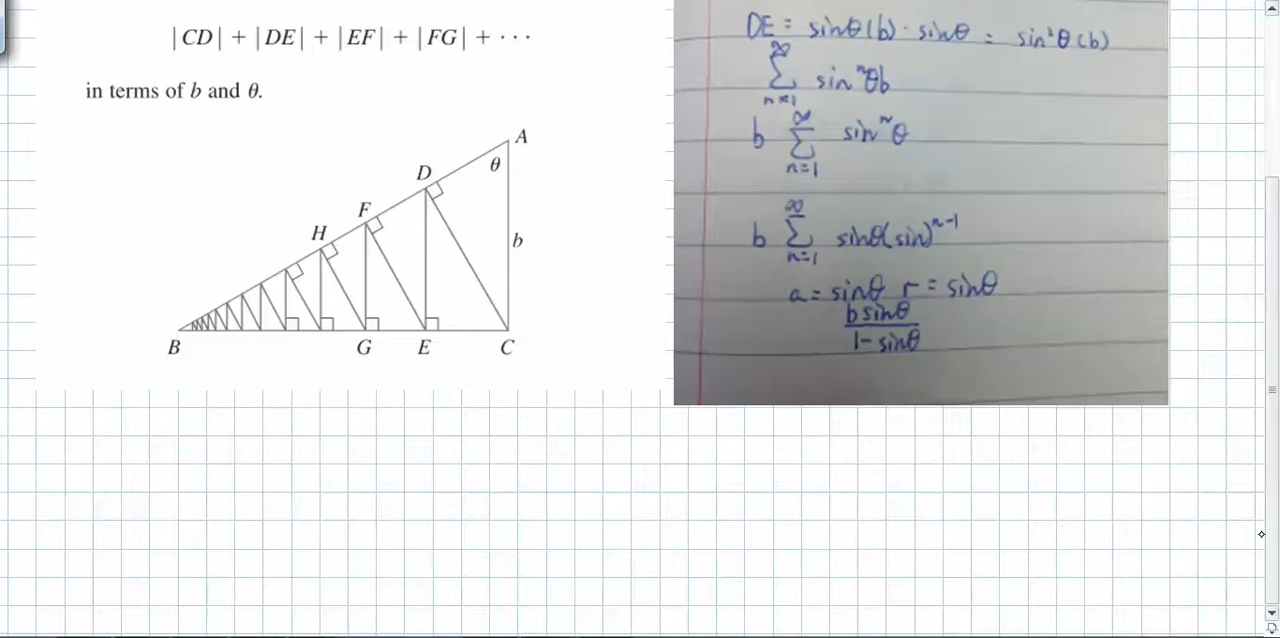 |CD| + |DE| + |EF| + |FG| + ···
in terms of b and θ.
A
θ
D
F
H
b
B
G
E
C
DE = sinθ(b) · sinθ = sin²θ(b)
∞
∑ sinⁿθb
n=1
∞
b ∑ sinⁿθ
n=1
∞
b ∑ sinθ(sin)ⁿ⁻¹
n=1
a = sinθ r = sinθ
bsinθ
1- sinθ